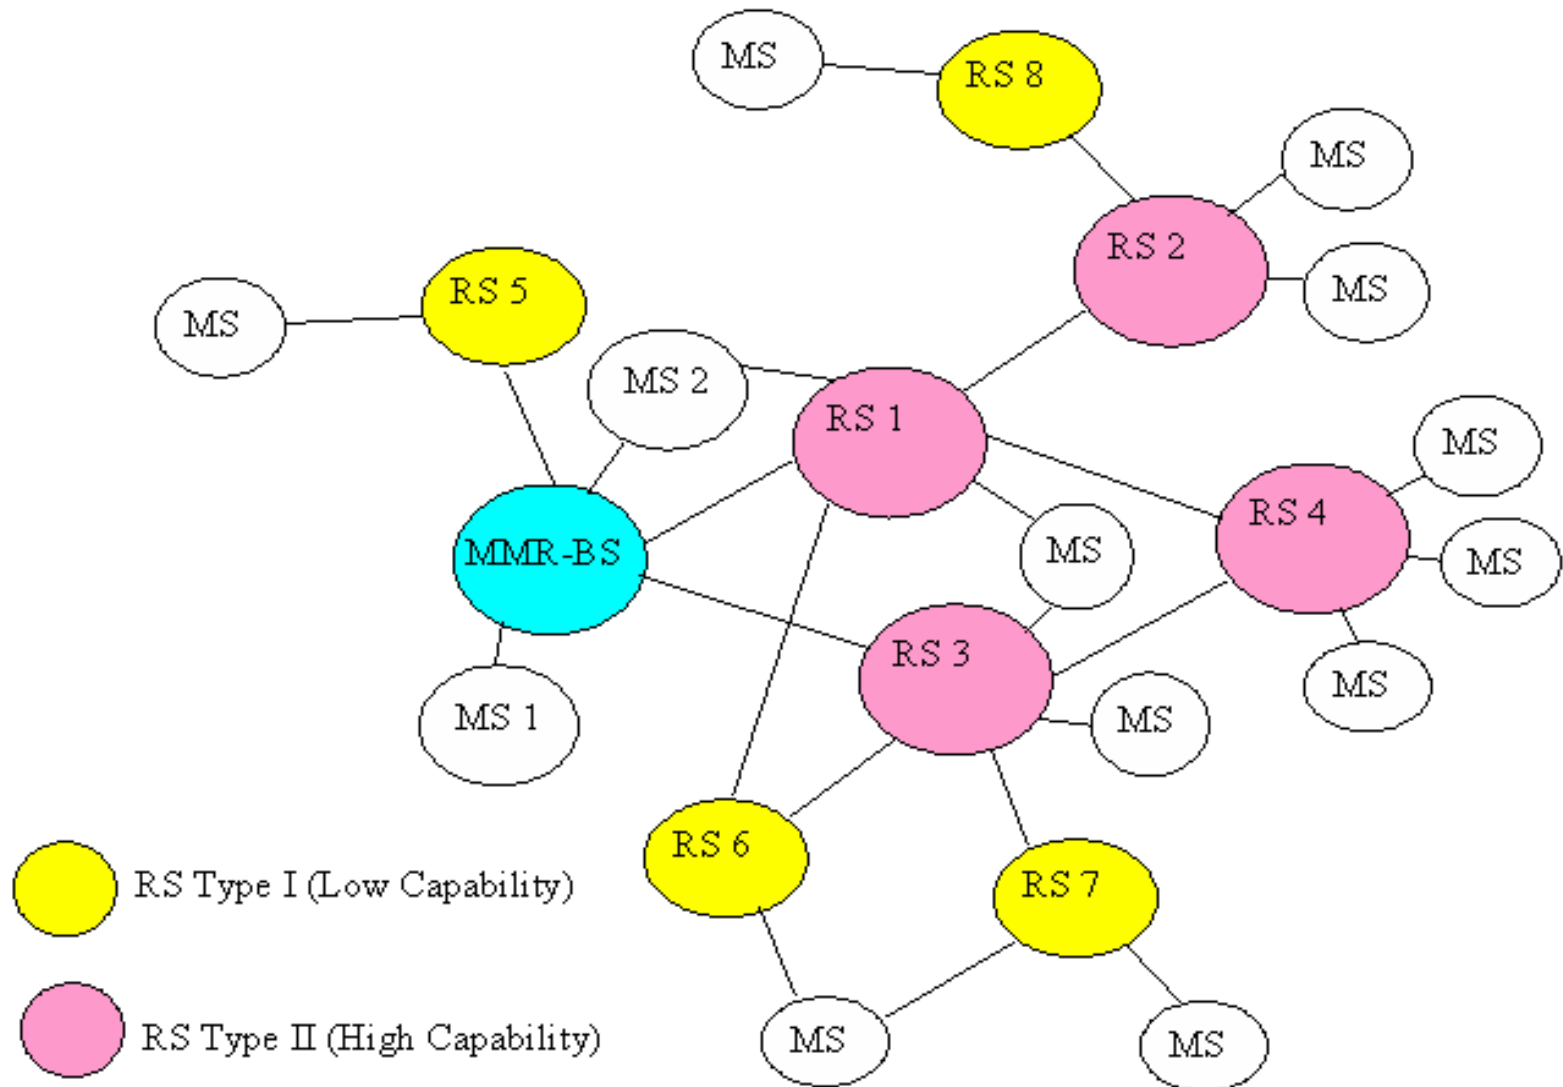 MS
RS 8
MS
RS 2
MS
RS 5
MS
MS 2
RS 1
MS
RS 4
MMR-BS
MS
MS
RS 3
MS
MS 1
MS
RS 6
RS 7
RS Type I (Low Capability)
MS
MS
RS Type II (High Capability)